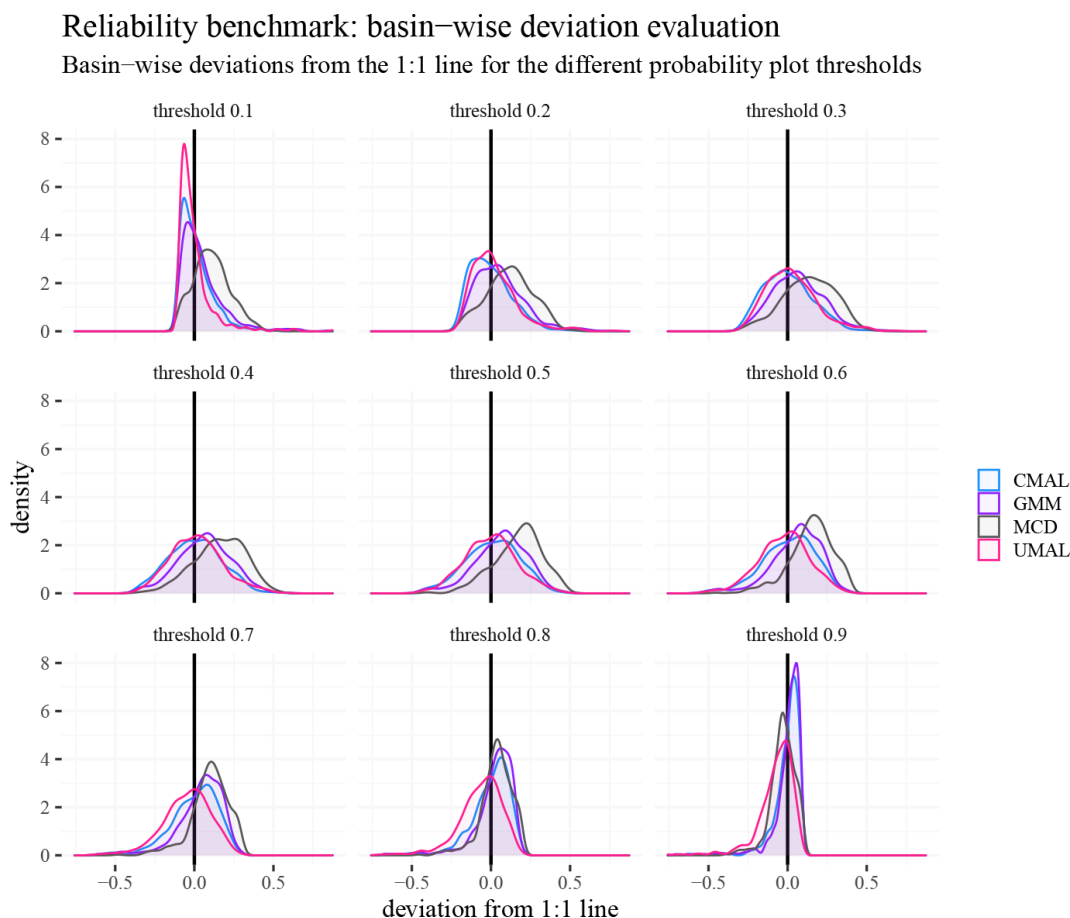 Reliability benchmark: basin−wise deviation evaluation
Basin−wise deviations from the 1:1 line for the different probability plot thresholds
threshold 0.1 threshold 0.2 threshold 0.3
8
6
4
2
0
threshold 0.4 threshold 0.5 threshold 0.6
8
6
4
2
0
density
CMAL
GMM
MCD
UMAL
threshold 0.7 threshold 0.8 threshold 0.9
8
6
4
2
0
−0.5 0.0 0.5 −0.5 0.0 0.5 −0.5 0.0 0.5
deviation from 1:1 line